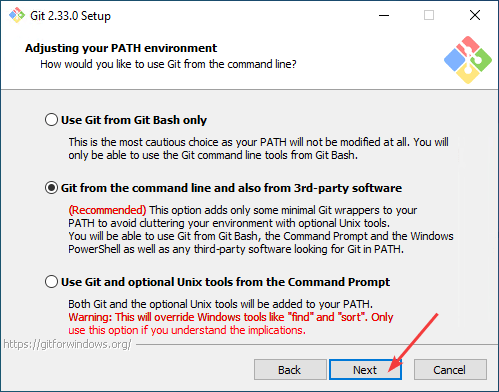 Git 2.33.0 Setup
Adjusting your PATH environment
How would you like to use Git from the command line?
Use Git from Git Bash only
This is the most cautious choice as your PATH will not be modified at all. You will
only be able to use the Git command line tools from Git Bash.
Git from the command line and also from 3rd-party software
(Recommended) This option adds only some minimal Git wrappers to your
PATH to avoid cluttering your environment with optional Unix tools.
You will be able to use Git from Git Bash, the Command Prompt and the Windows
PowerShell as well as any third-party software looking for Git in PATH.
Use Git and optional Unix tools from the Command Prompt
Both Git and the optional Unix tools will be added to your PATH.
Warning: This will override Windows tools like "find" and "sort". Only
use this option if you understand the implications.
https://gitforwindows.org/
Back Next Cancel